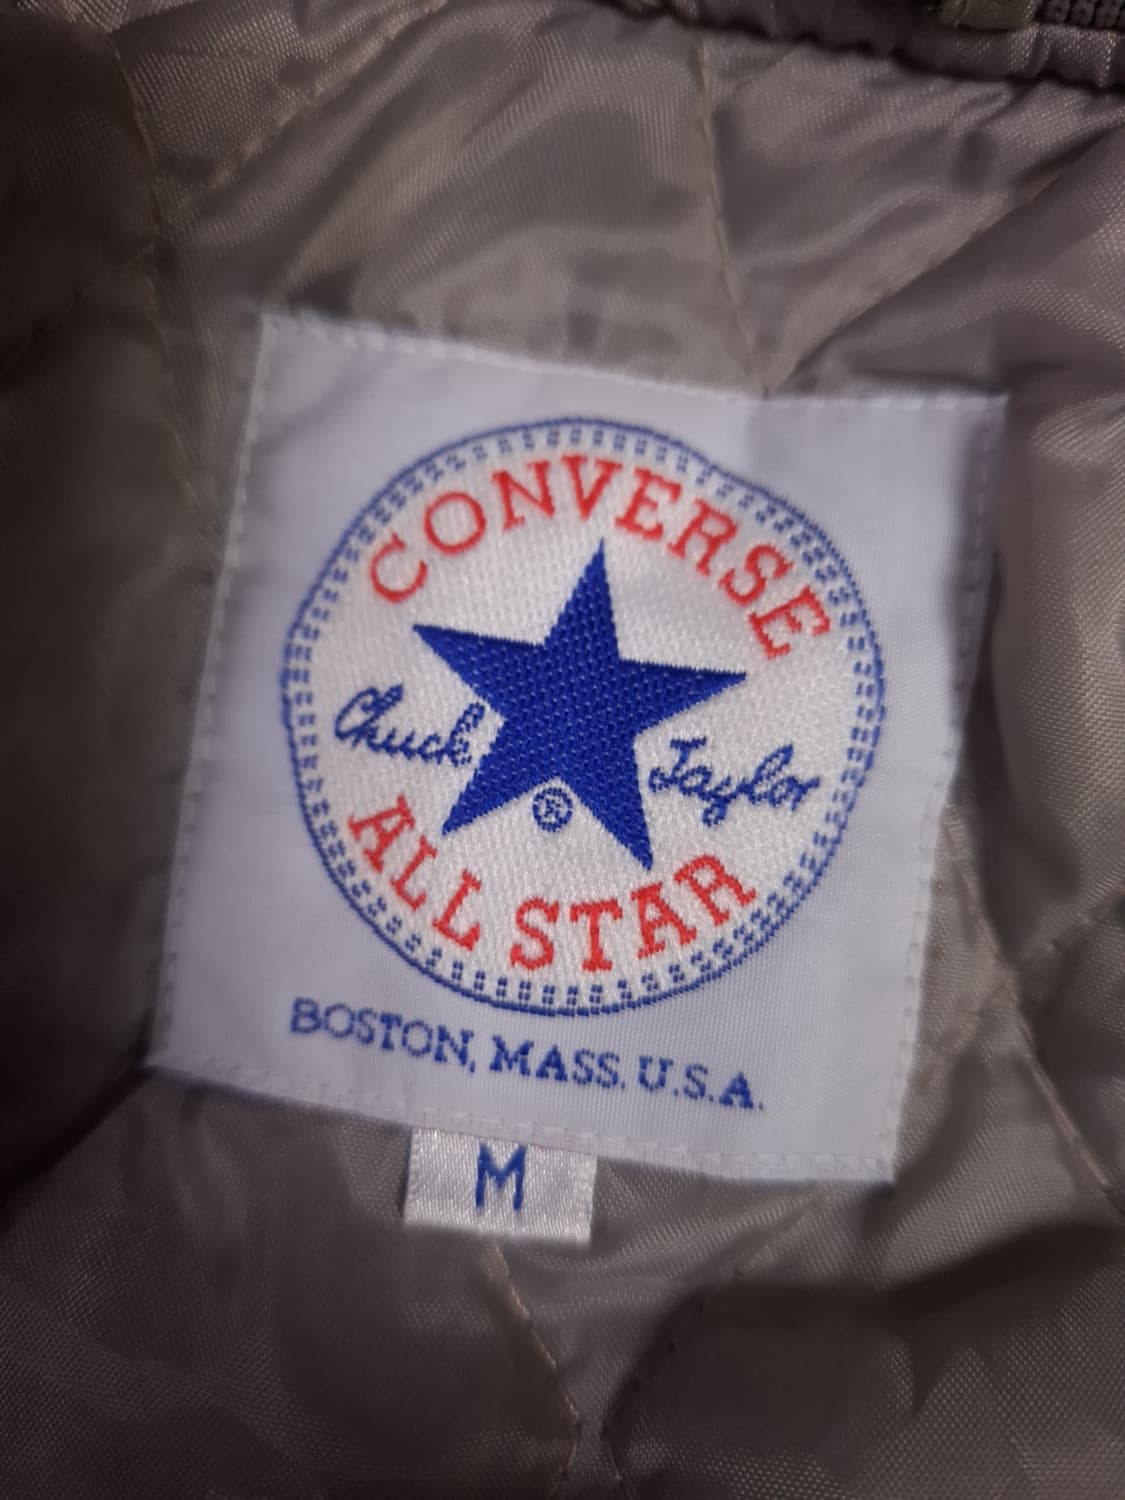 CONVERSE
Chuck Taylor
®
ALL STAR
BOSTON, MASS. U.S.A.
M